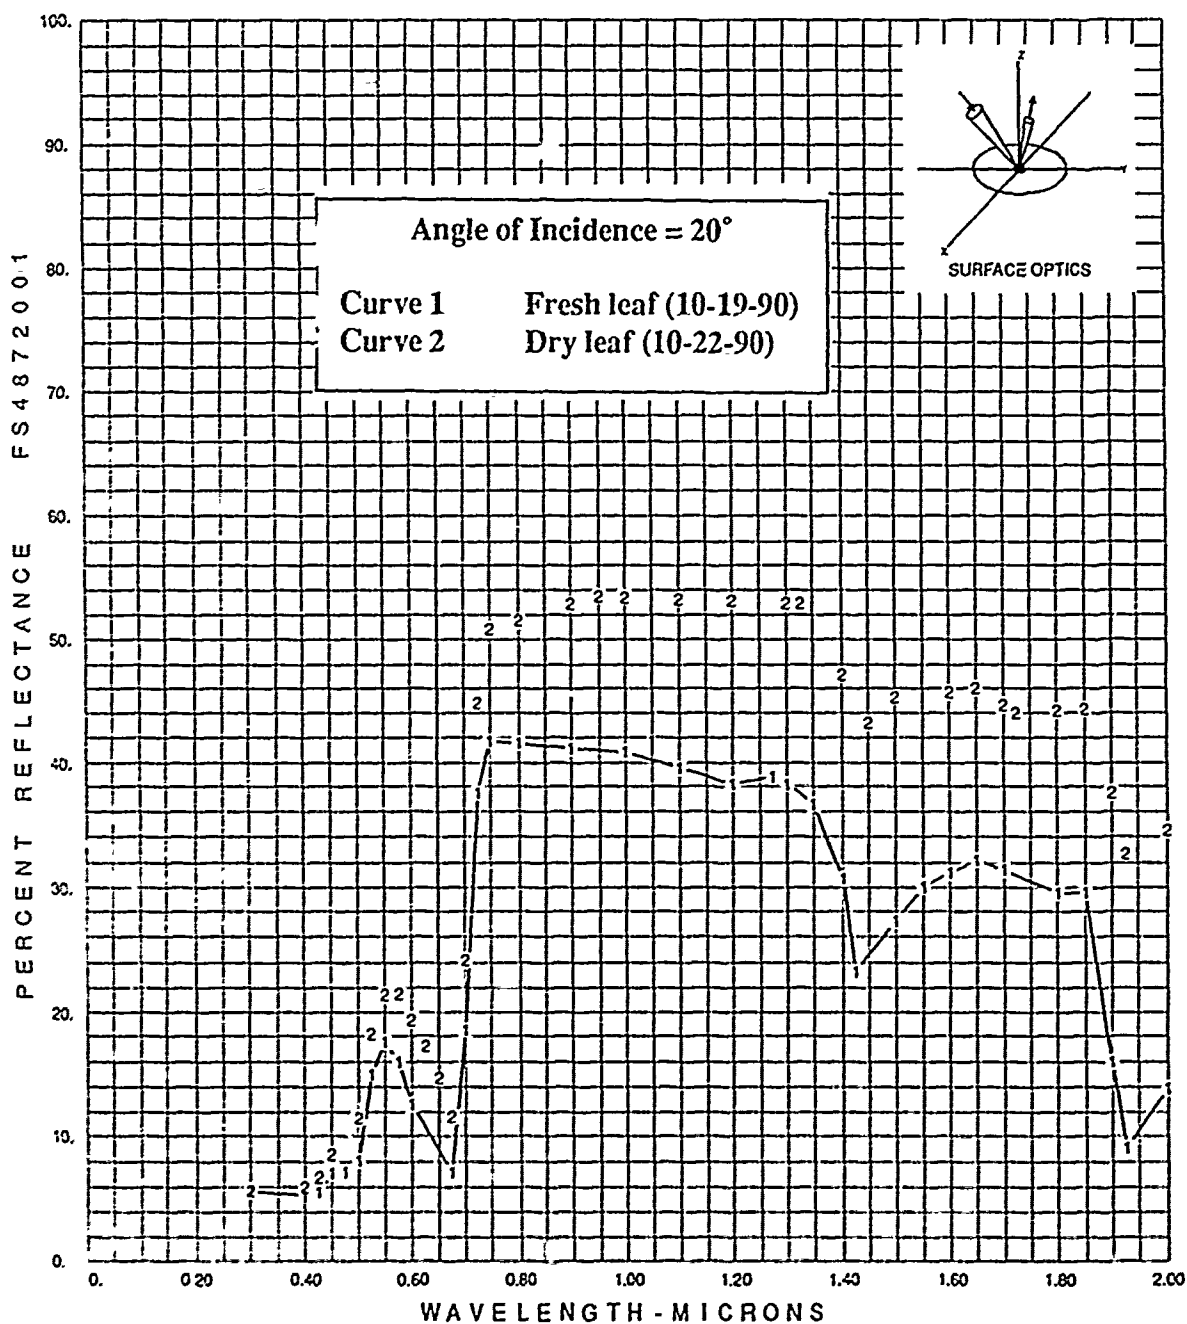 100.
90.
80.
70.
60.
50.
40.
30.
20.
10.
0.
PERCENT REFLECTANCE FS4872001
Z
Y
X
SURFACE OPTICS
Angle of Incidence = 20°
Curve 1 Fresh leaf (10-19-90)
Curve 2 Dry leaf (10-22-90)
0. 0.20 0.40 0.60 0.80 1.00 1.20 1.40 1.60 1.80 2.00
WAVELENGTH-MICRONS